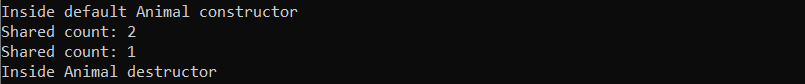 Inside default Animal constructor
Shared count: 2
Shared count: 1
Inside Animal destructor